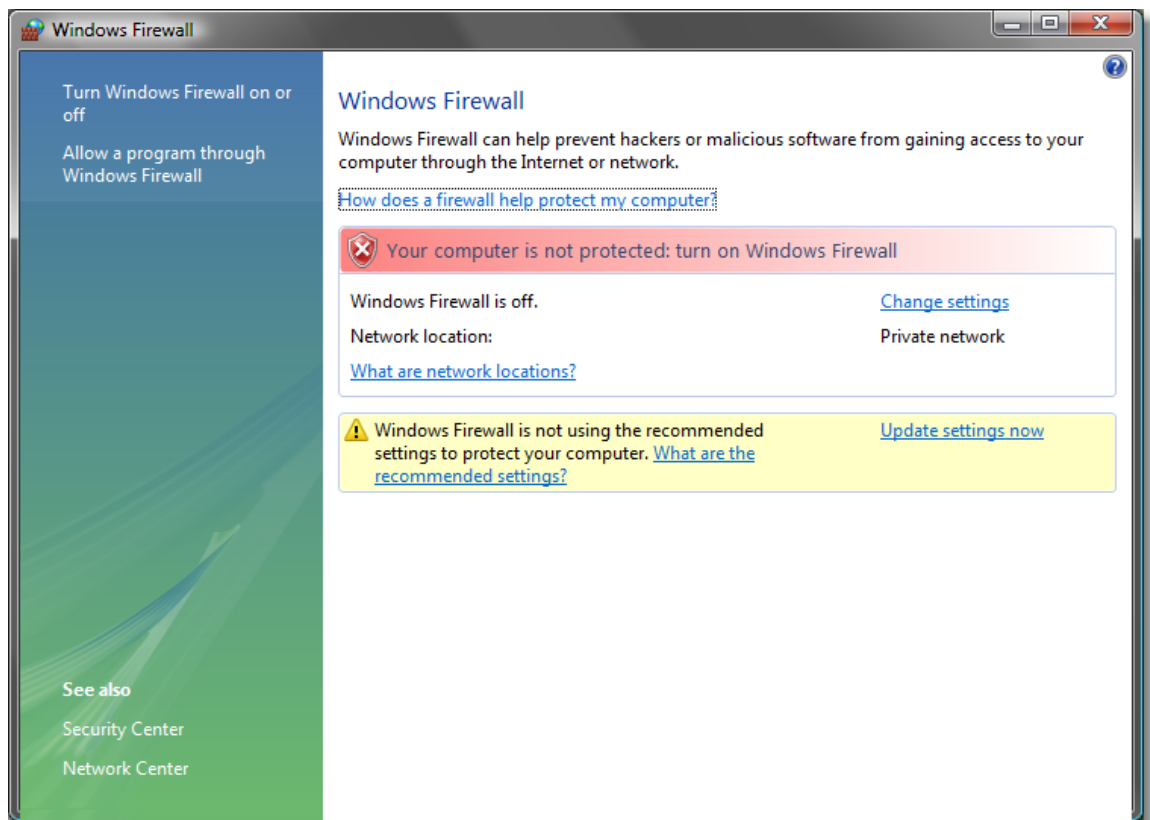 Windows Firewall
Turn Windows Firewall on or
off
Allow a program through
Windows Firewall
See also
Security Center
Network Center
Windows Firewall
Windows Firewall can help prevent hackers or malicious software from gaining access to your
computer through the Internet or network.
How does a firewall help protect my computer?
Your computer is not protected: turn on Windows Firewall
Windows Firewall is off.
Change settings
Network location:
Private network
What are network locations?
Windows Firewall is not using the recommended
settings to protect your computer. What are the
recommended settings?
Update settings now